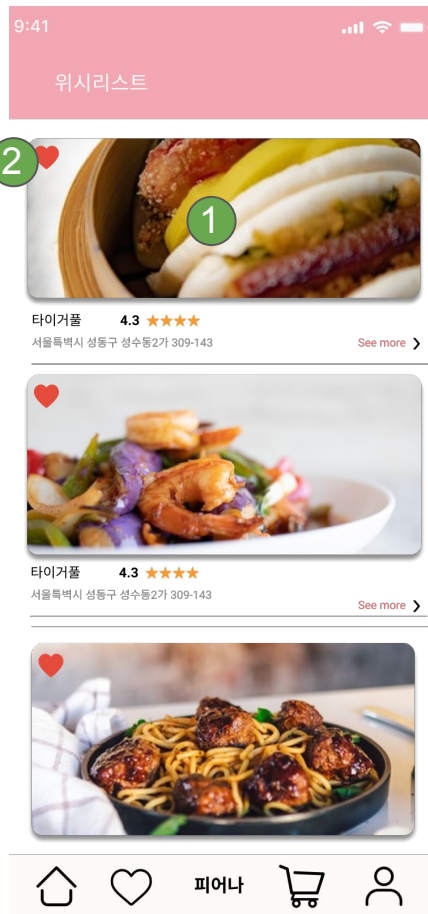 9:41
위시리스트
2
1
타이거풀 4.3
서울특별시 성동구 성수동2가 309-143
See more
타이거풀 4.3
서울특별시 성동구 성수동2가 309-143
See more
피어나